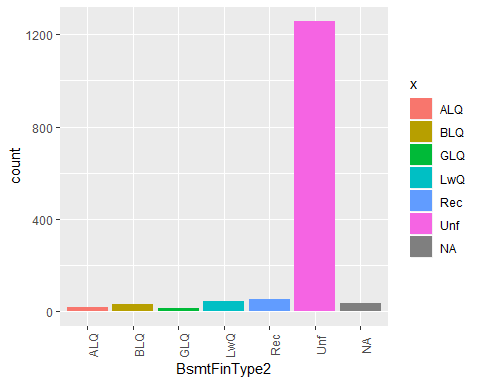 count
1200
800
400
0
ALQ
BLQ
GLQ
LwQ
Rec
Unf
NA
BsmtFinType2
x
ALQ
BLQ
GLQ
LwQ
Rec
Unf
NA